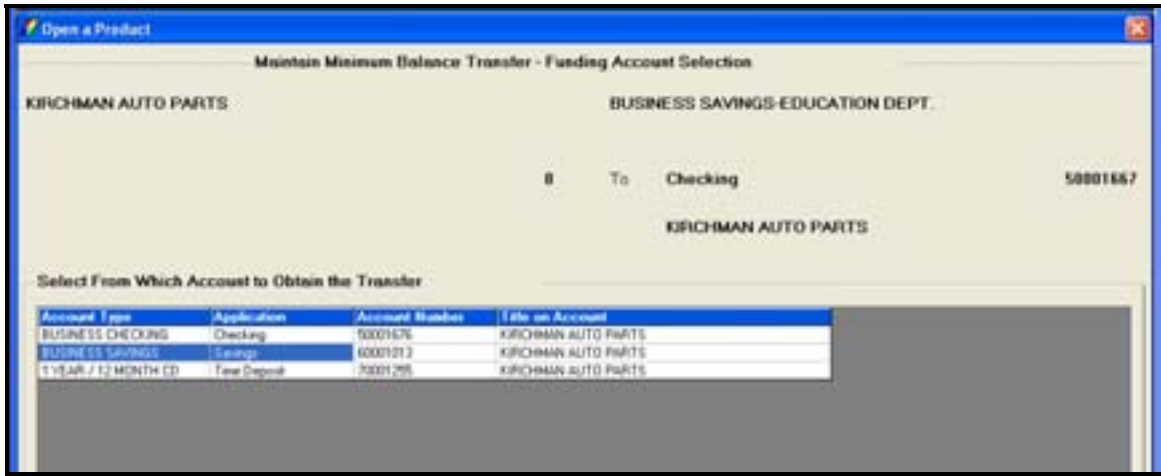 Open a Product
Maintain Minimum Balance Transfer - Funding Account Selection
KIRCHMAN AUTO PARTS BUSINESS SAVINGS-EDUCATION DEPT.
0 To Checking 50001667
KIRCHMAN AUTO PARTS
Select From Which Account to Obtain the Transfer
Account Type Application Account Number Title on Account
BUSINESS CHECKING Checking 50001676 KIRCHMAN AUTO PARTS
BUSINESS SAVINGS Savings 60001013 KIRCHMAN AUTO PARTS
1 YEAR / 12 MONTH CD Time Deposit 70001255 KIRCHMAN AUTO PARTS